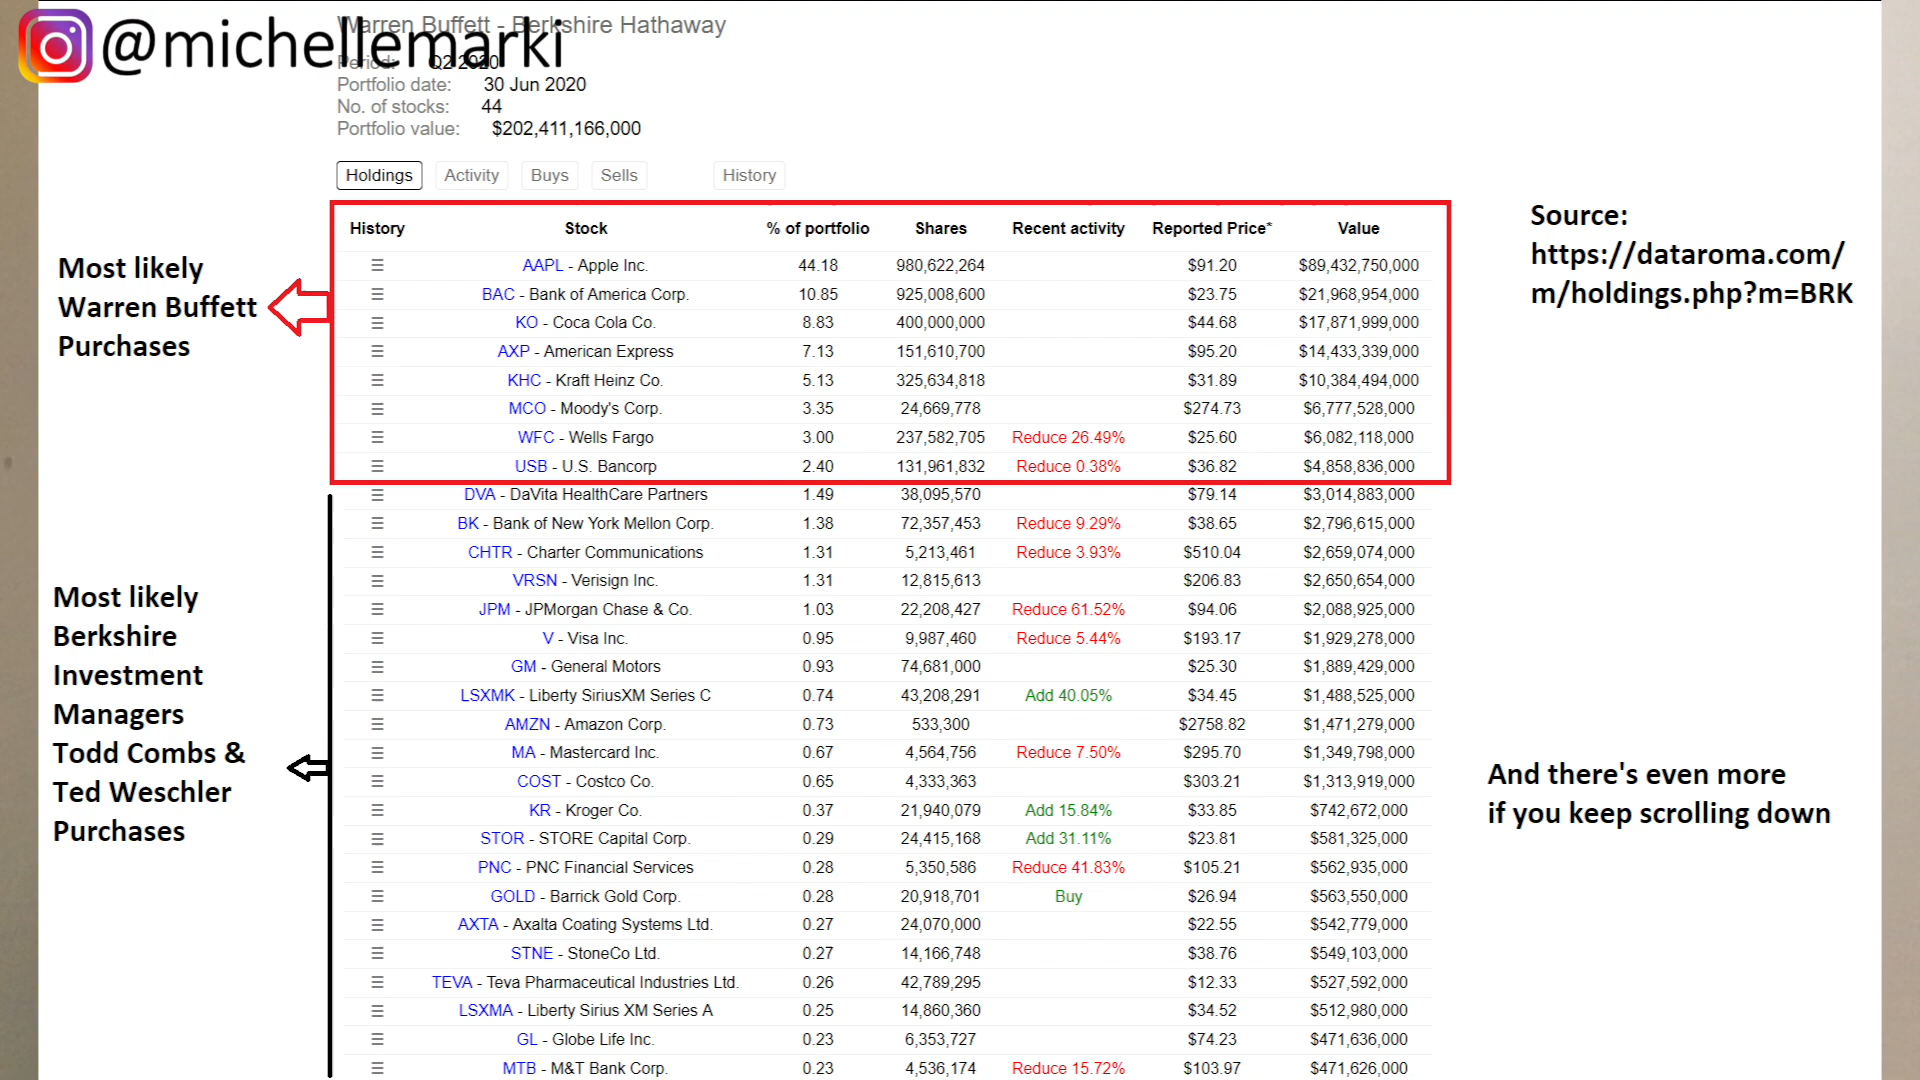 @michellemarki
Warren Buffett - Berkshire Hathaway
Period: Q2 2020
Portfolio date: 30 Jun 2020
No. of stocks: 44
Portfolio value: $202,411,166,000
Holdings Activity Buys Sells History
History Stock % of portfolio Shares Recent activity Reported Price* Value
AAPL - Apple Inc. 44.18 980,622,264 $91.20 $89,432,750,000
BAC - Bank of America Corp. 10.85 925,008,600 $23.75 $21,968,954,000
KO - Coca Cola Co. 8.83 400,000,000 $44.68 $17,871,999,000
AXP - American Express 7.13 151,610,700 $95.20 $14,433,339,000
KHC - Kraft Heinz Co. 5.13 325,634,818 $31.89 $10,384,494,000
MCO - Moody's Corp. 3.35 24,669,778 $274.73 $6,777,528,000
WFC - Wells Fargo 3.00 237,582,705 Reduce 26.49% $25.60 $6,082,118,000
USB - U.S. Bancorp 2.40 131,961,832 Reduce 0.38% $36.82 $4,858,836,000
DVA - DaVita HealthCare Partners 1.49 38,095,570 $79.14 $3,014,883,000
BK - Bank of New York Mellon Corp. 1.38 72,357,453 Reduce 9.29% $38.65 $2,796,615,000
CHTR - Charter Communications 1.31 5,213,461 Reduce 3.93% $510.04 $2,659,074,000
VRSN - Verisign Inc. 1.31 12,815,613 $206.83 $2,650,654,000
JPM - JPMorgan Chase & Co. 1.03 22,208,427 Reduce 61.52% $94.06 $2,088,925,000
V - Visa Inc. 0.95 9,987,460 Reduce 5.44% $193.17 $1,929,278,000
GM - General Motors 0.93 74,681,000 $25.30 $1,889,429,000
LSXMK - Liberty SiriusXM Series C 0.74 43,208,291 Add 40.05% $34.45 $1,488,525,000
AMZN - Amazon Corp. 0.73 533,300 $2758.82 $1,471,279,000
MA - Mastercard Inc. 0.67 4,564,756 Reduce 7.50% $295.70 $1,349,798,000
COST - Costco Co. 0.65 4,333,363 $303.21 $1,313,919,000
KR - Kroger Co. 0.37 21,940,079 Add 15.84% $33.85 $742,672,000
STOR - STORE Capital Corp. 0.29 24,415,168 Add 31.11% $23.81 $581,325,000
PNC - PNC Financial Services 0.28 5,350,586 Reduce 41.83% $105.21 $562,935,000
GOLD - Barrick Gold Corp. 0.28 20,918,701 Buy $26.94 $563,550,000
AXTA - Axalta Coating Systems Ltd. 0.27 24,070,000 $22.55 $542,779,000
STNE - StoneCo Ltd. 0.27 14,166,748 $38.76 $549,103,000
TEVA - Teva Pharmaceutical Industries Ltd. 0.26 42,789,295 $12.33 $527,592,000
LSXMA - Liberty Sirius XM Series A 0.25 14,860,360 $34.52 $512,980,000
GL - Globe Life Inc. 0.23 6,353,727 $74.23 $471,636,000
MTB - M&T Bank Corp. 0.23 4,536,174 Reduce 15.72% $103.97 $471,626,000
Most likely
Warren Buffett
Purchases
Most likely
Berkshire
Investment
Managers
Todd Combs &
Ted Weschler
Purchases
Source:
https://dataroma.com/
m/holdings.php?m=BRK
And there's even more
if you keep scrolling down